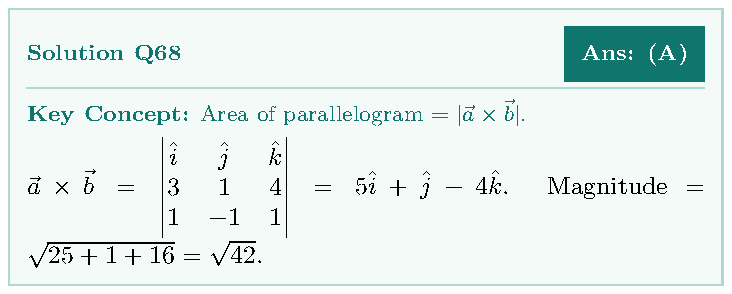 Solution Q68
Ans: (A)
Key Concept: Area of parallelogram = |a⃗ × b⃗|.
a⃗ × b⃗ = | î ĵ k̂ | = 5î + ĵ − 4k̂. Magnitude =
3 1 4
1 −1 1
√25 + 1 + 16 = √42.